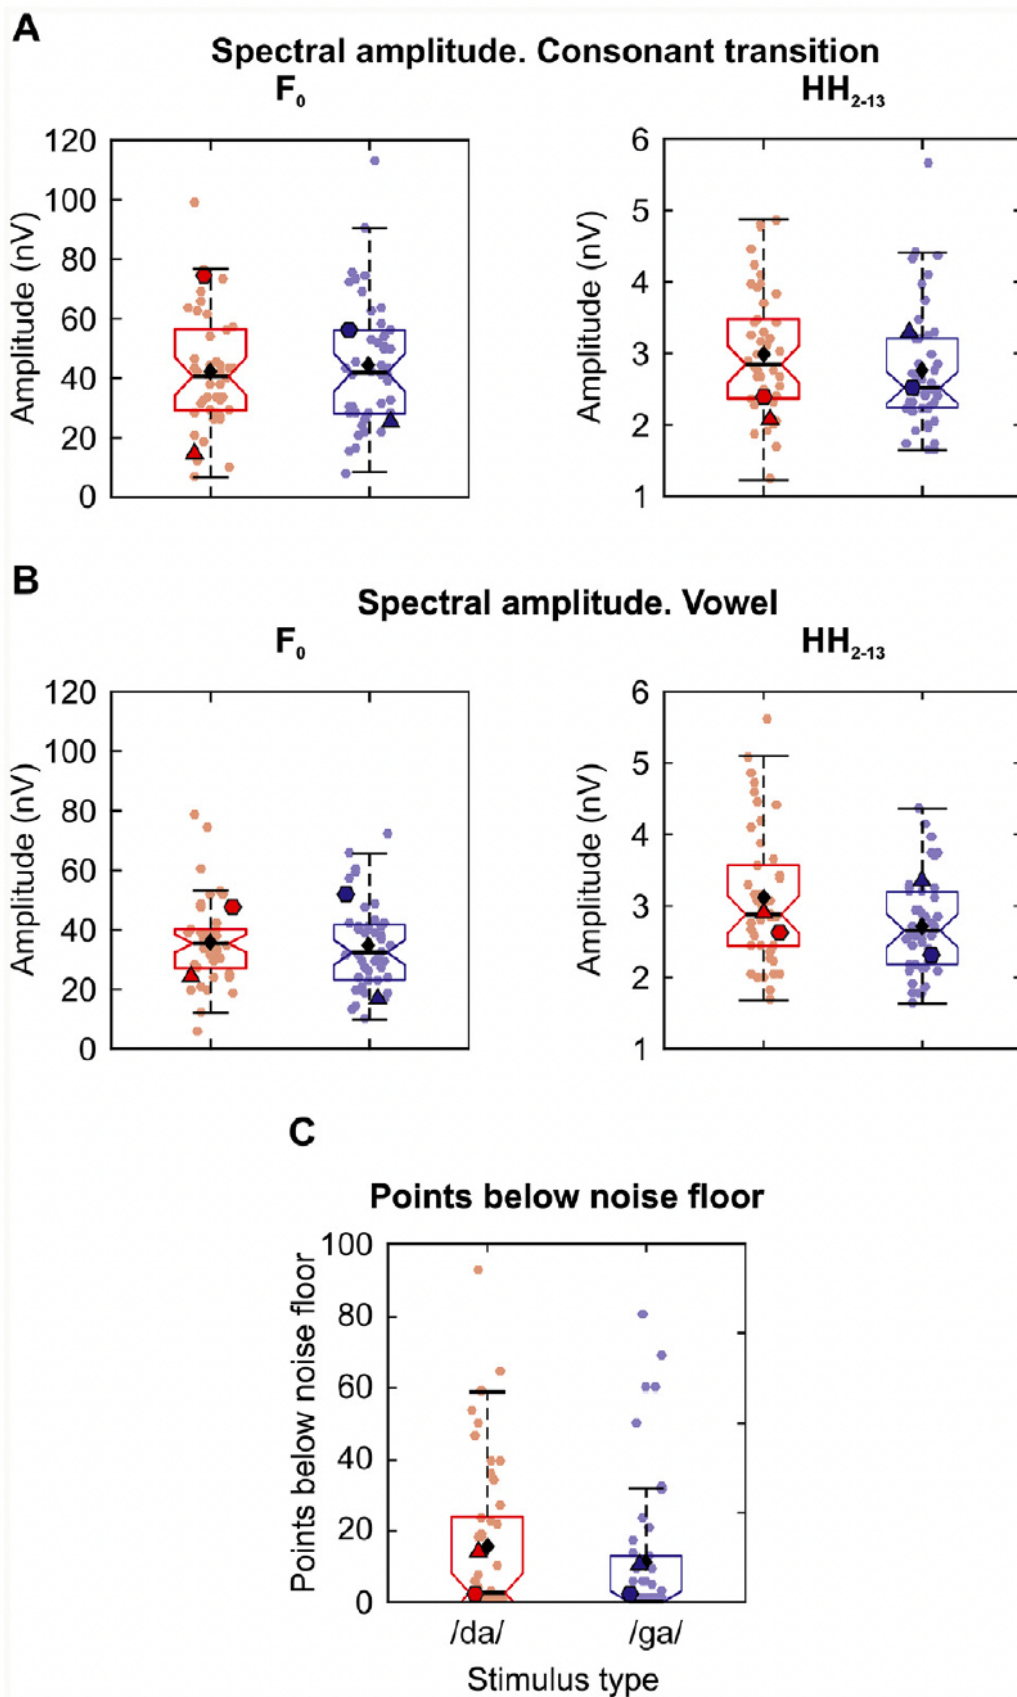 A
Spectral amplitude. Consonant transition
F0
HH2-13
Amplitude (nV)
120
100
80
60
40
20
0
Amplitude (nV)
6
5
4
3
2
1
B
Spectral amplitude. Vowel
F0
HH2-13
Amplitude (nV)
120
100
80
60
40
20
0
Amplitude (nV)
6
5
4
3
2
1
C
Points below noise floor
Points below noise floor
100
80
60
40
20
0
/da/
/ga/
Stimulus type